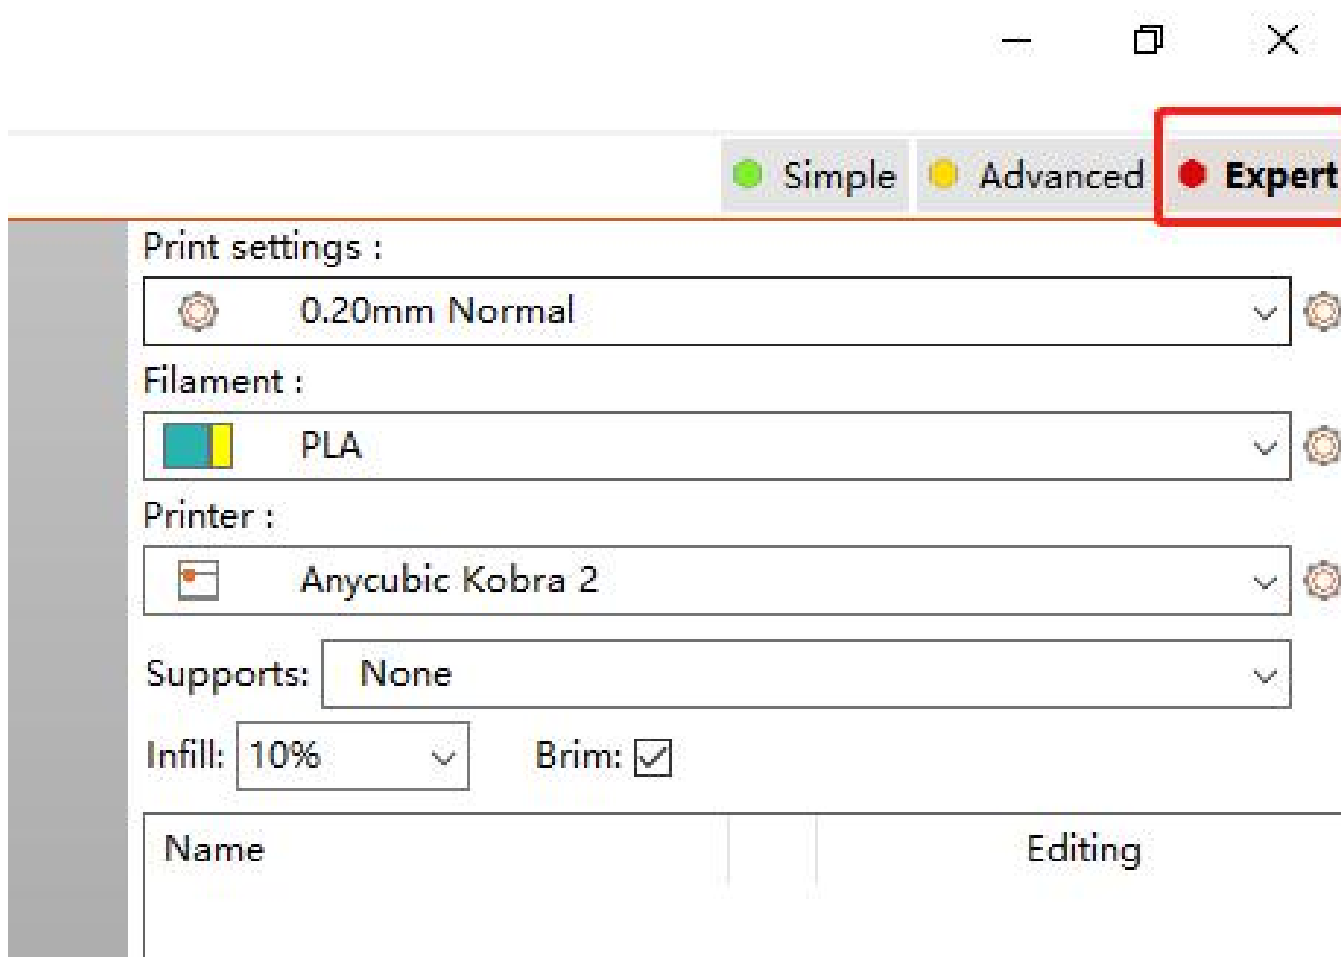 Simple Advanced Expert
Print settings :
0.20mm Normal
Filament :
PLA
Printer :
Anycubic Kobra 2
Supports: None
Infill: 10% Brim:
Name Editing